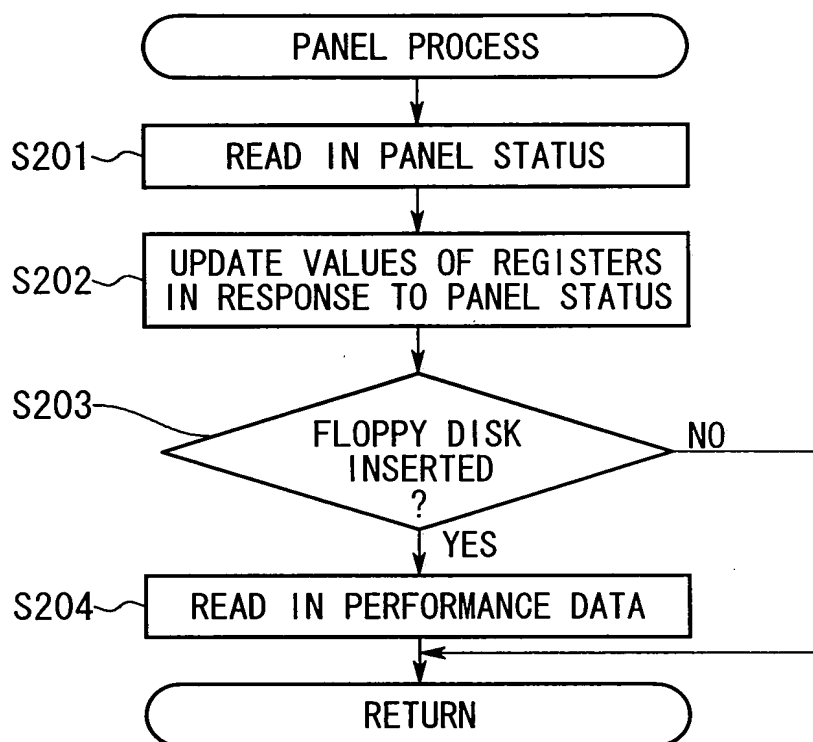 PANEL PROCESS
S201
READ IN PANEL STATUS
S202
UPDATE VALUES OF REGISTERS
IN RESPONSE TO PANEL STATUS
S203
FLOPPY DISK
INSERTED
?
NO
YES
S204
READ IN PERFORMANCE DATA
RETURN